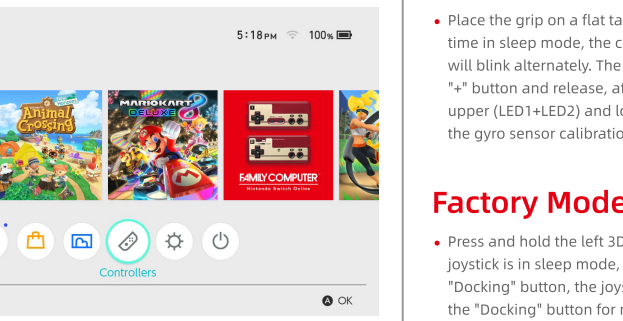 5:18 PM 100%
Animal Crossing
MARIOKART 8
DELUXE
FAMILY COMPUTER
Nintendo Switch Online
Controllers
A OK
• Place the grip on a flat ta
time in sleep mode, the c
will blink alternately. The
"+" button and release, a
upper (LED1+LED2) and lo
the gyro sensor calibratio
Factory Mode
• Press and hold the left 3D
joystick is in sleep mode,
"Docking" button, the joys
the "Docking" button for